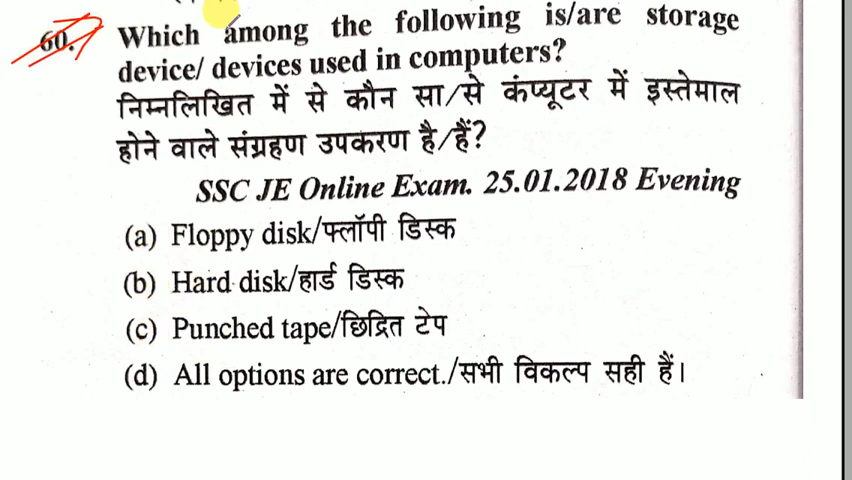 60. Which among the following is/are storage
device/ devices used in computers?
निम्नलिखित में से कौन सा/से कंप्यूटर में इस्तेमाल
होने वाले संग्रहण उपकरण है/हैं?
SSC JE Online Exam. 25.01.2018 Evening
(a) Floppy disk/फ्लॉपी डिस्क
(b) Hard disk/हार्ड डिस्क
(c) Punched tape/छिद्रित टेप
(d) All options are correct./सभी विकल्प सही हैं।